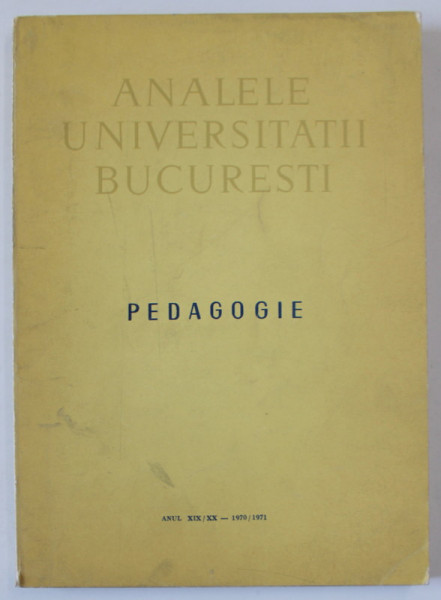 ANALELE
UNIVERSITATII
BUCURESTI
PEDAGOGIE
ANUL XIX/XX — 1970/1971